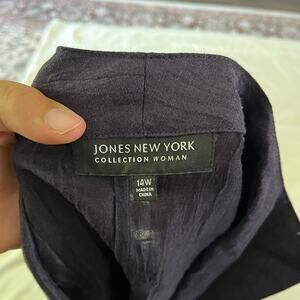 JONES NEW YORK
COLLECTION WOMAN
14W
MADE IN
CHINA